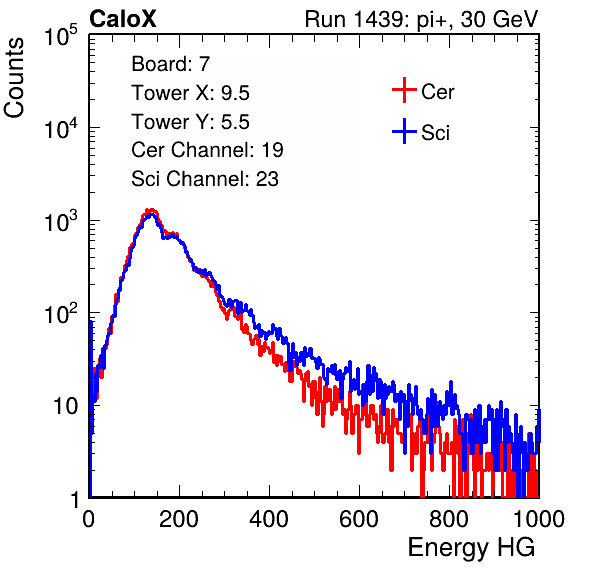 CaloX Run 1439: pi+, 30 GeV
Counts
Board: 7
Tower X: 9.5
Tower Y: 5.5
Cer Channel: 19
Sci Channel: 23
Cer
Sci
10^5
10^4
10^3
10^2
10
1
0 200 400 600 800 1000
Energy HG